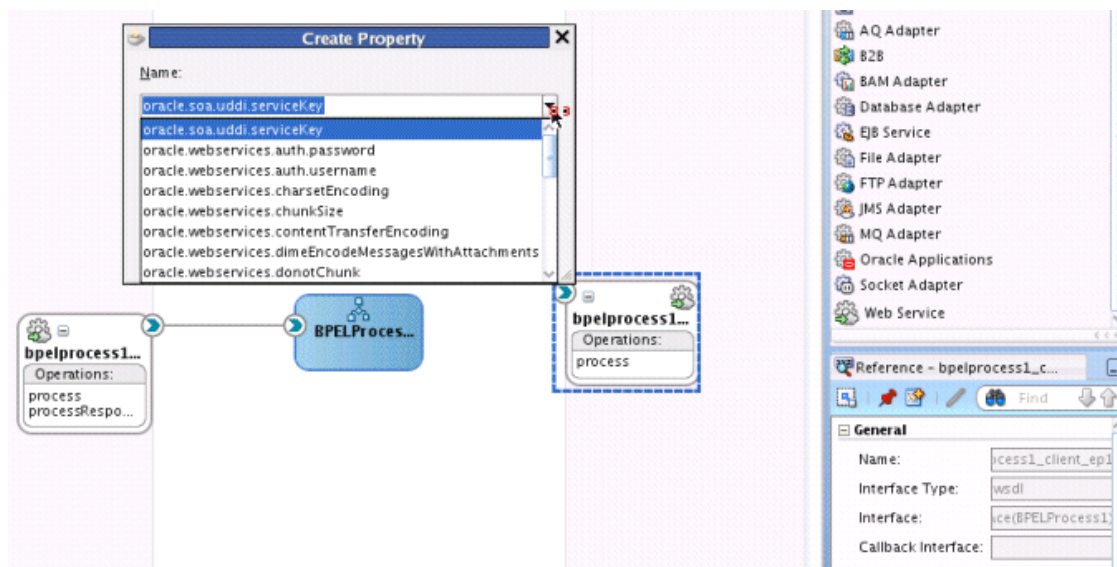 Create Property
Name:
oracle.soa.uddi.serviceKey
oracle.soa.uddi.serviceKey
oracle.webservices.auth.password
oracle.webservices.auth.username
oracle.webservices.charsetEncoding
oracle.webservices.chunkSize
oracle.webservices.contentTransferEncoding
oracle.webservices.dimeEncodeMessagesWithAttachments
oracle.webservices.donotChunk
bpelprocess1...
Operations:
process
processRespo...
BPELProces...
bpelprocess1...
Operations:
process
AQ Adapter
B2B
BAM Adapter
Database Adapter
EJB Service
File Adapter
FTP Adapter
JMS Adapter
MQ Adapter
Oracle Applications
Socket Adapter
Web Service
Reference - bpelprocess1_c...
Find
General
Name: ocess1_client_ep1
Interface Type: wsdl
Interface: ace(BPELProcess1)
Callback Interface: